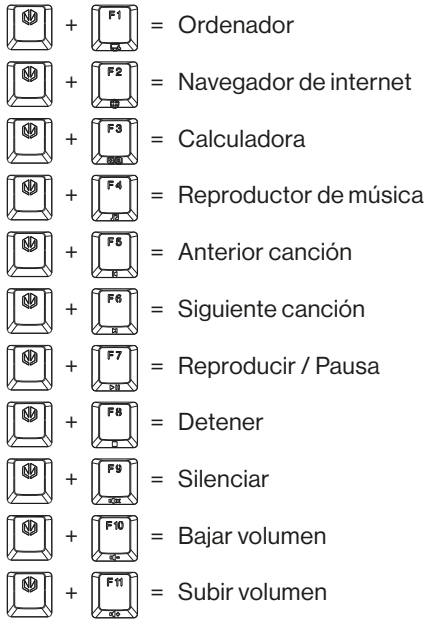 + F1 = Ordenador
+ F2 = Navegador de internet
+ F3 = Calculadora
+ F4 = Reproductor de música
+ F5 = Anterior canción
+ F6 = Siguiente canción
+ F7 = Reproducir / Pausa
+ F8 = Detener
+ F9 = Silenciar
+ F10 = Bajar volumen
+ F11 = Subir volumen